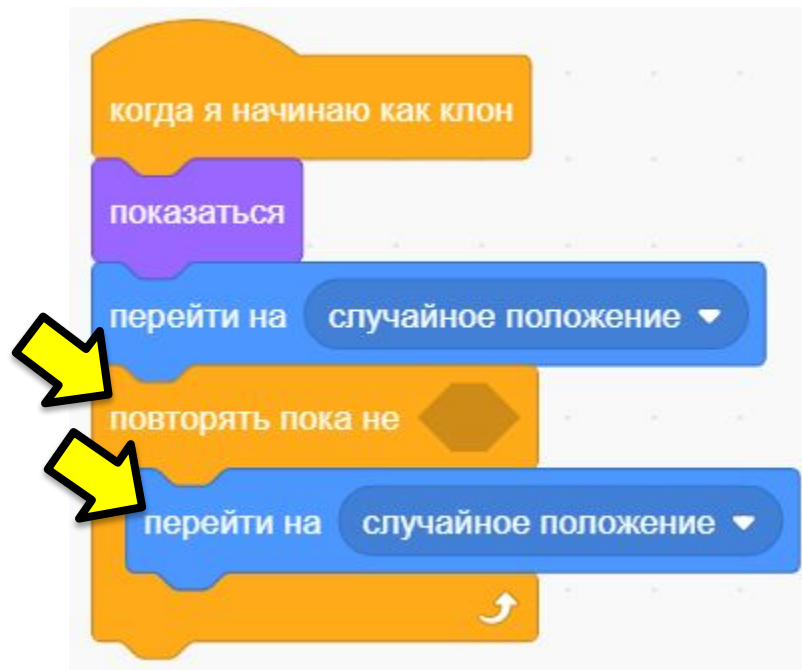 когда я начинаю как клон
показаться
перейти на случайное положение
повторять пока не
перейти на случайное положение